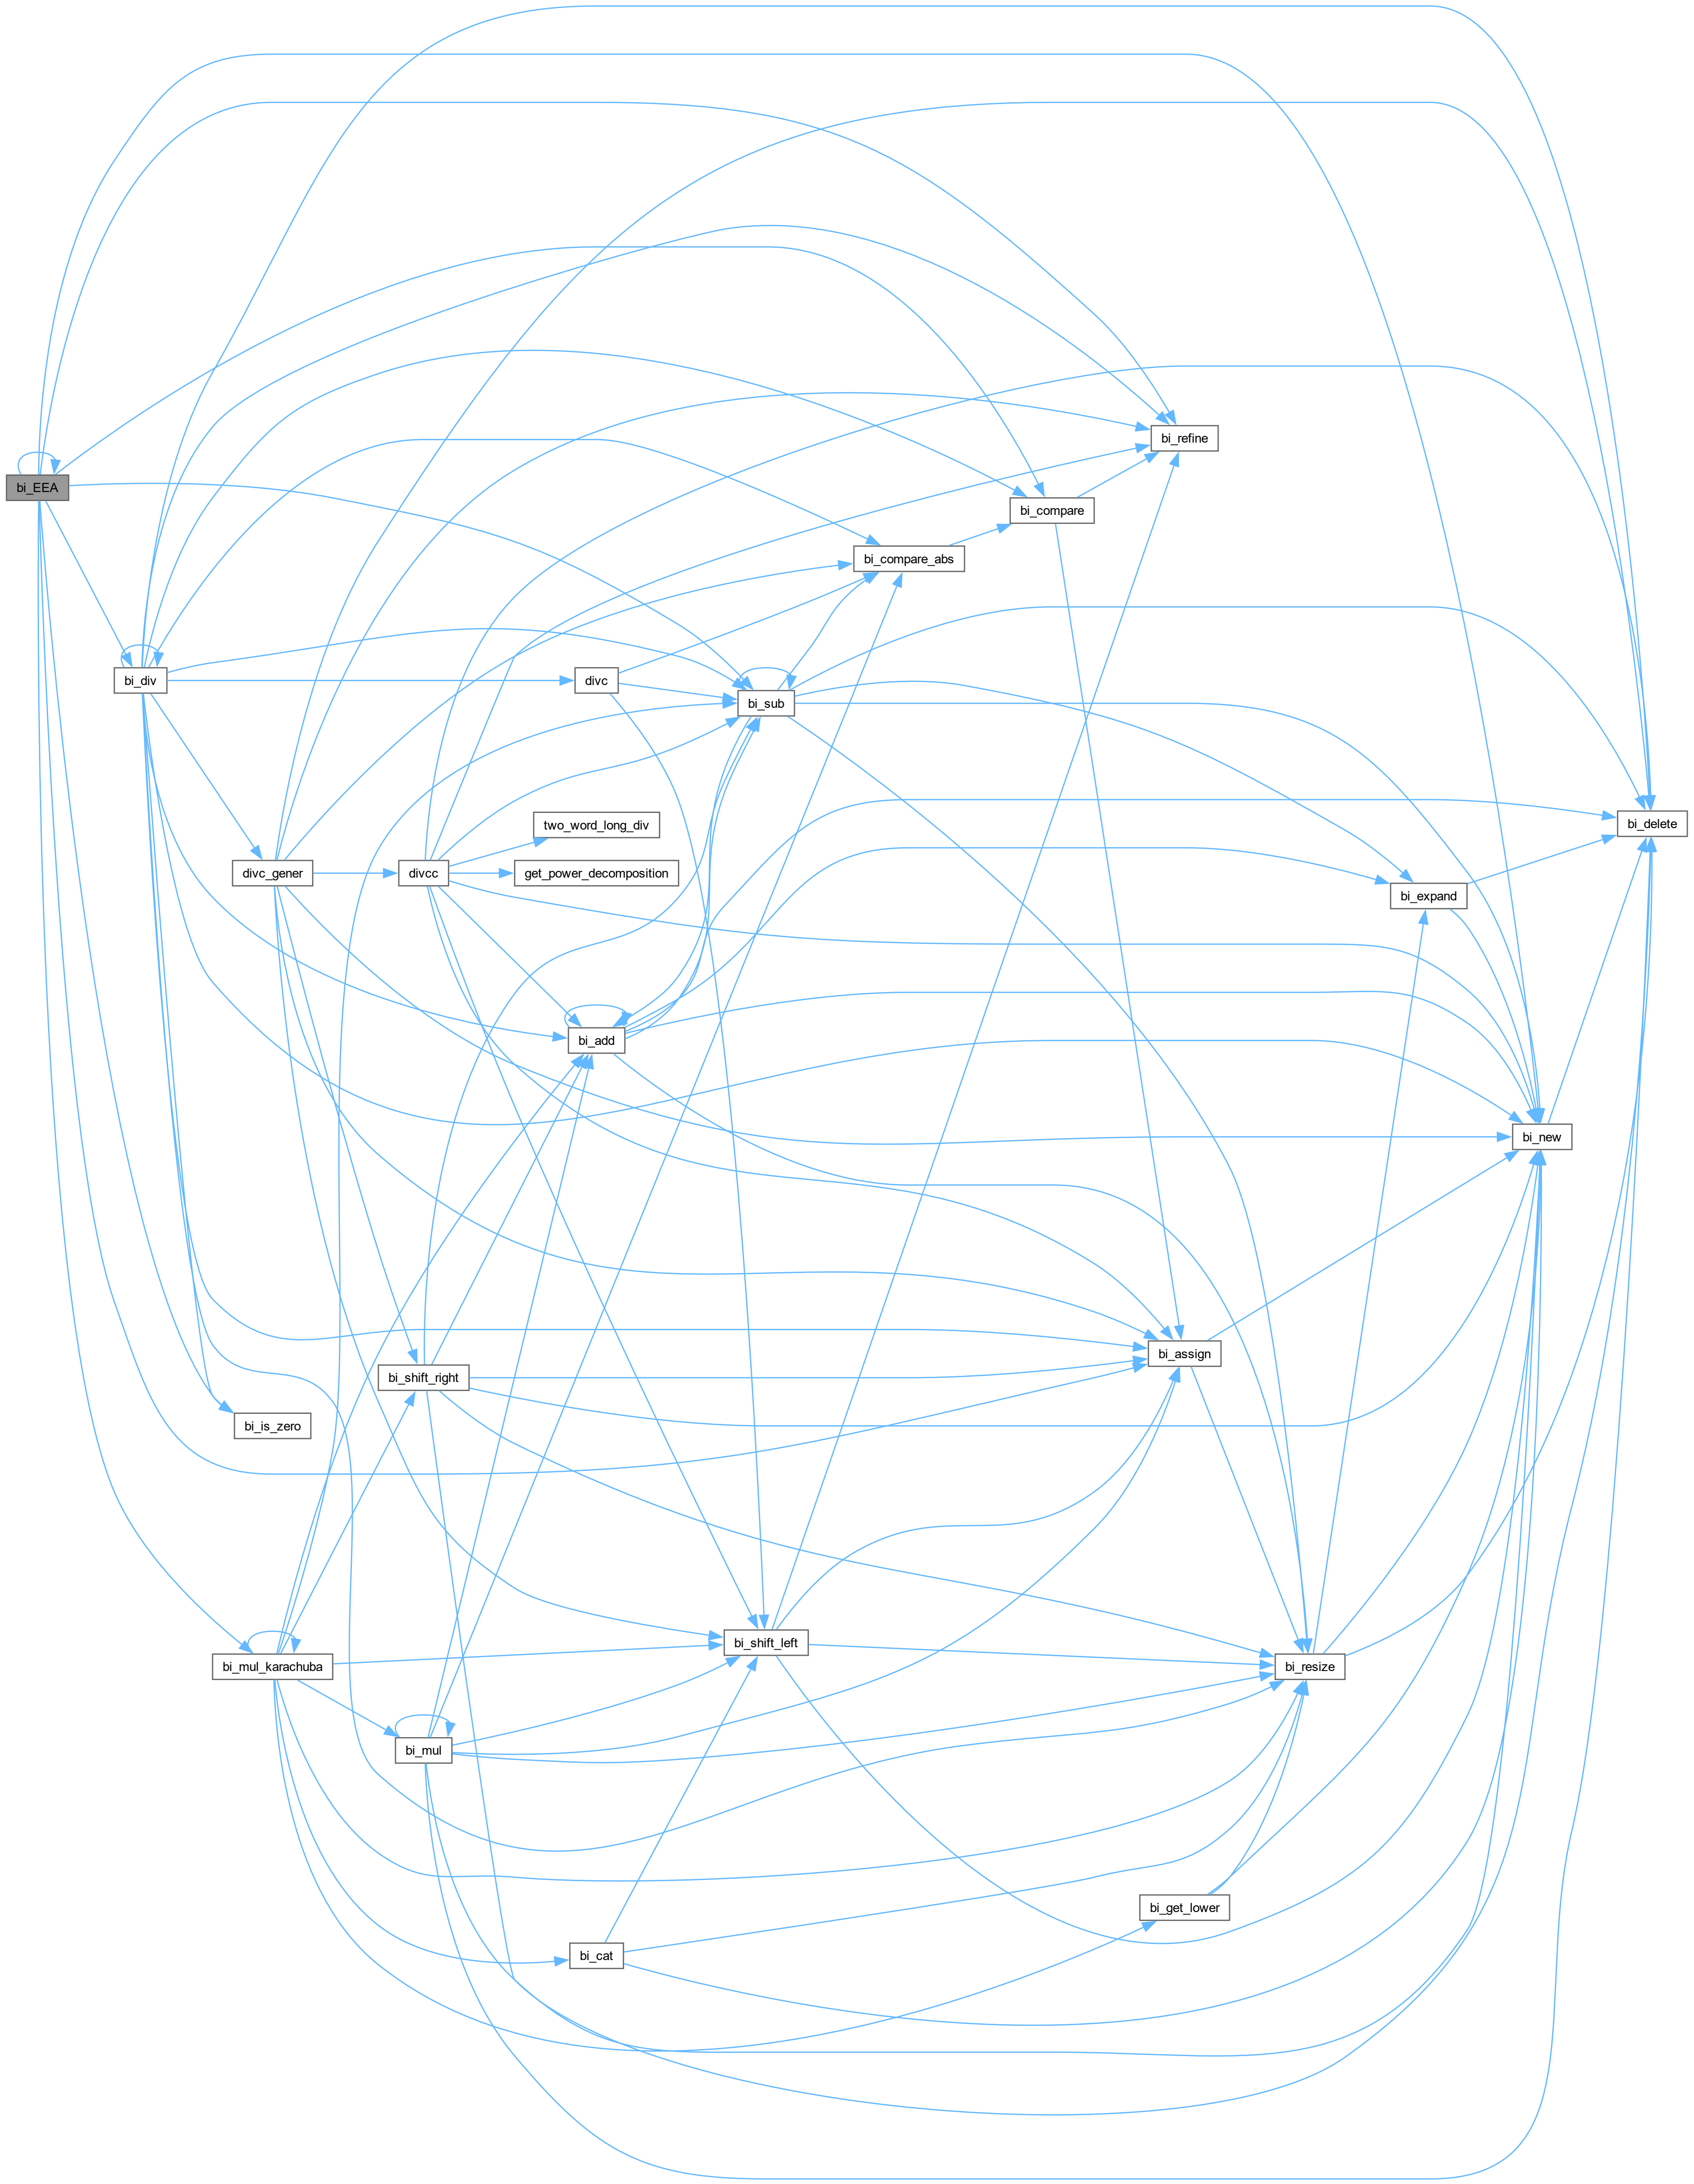 bi_refine
bi_EEA
bi_compare
bi_compare_abs
bi_div
divc
bi_sub
two_word_long_div
bi_delete
divc_gener
divcc
get_power_decomposition
bi_expand
bi_add
bi_new
bi_assign
bi_shift_right
bi_is_zero
bi_shift_left
bi_mul_karachuba
bi_resize
bi_mul
bi_get_lower
bi_cat